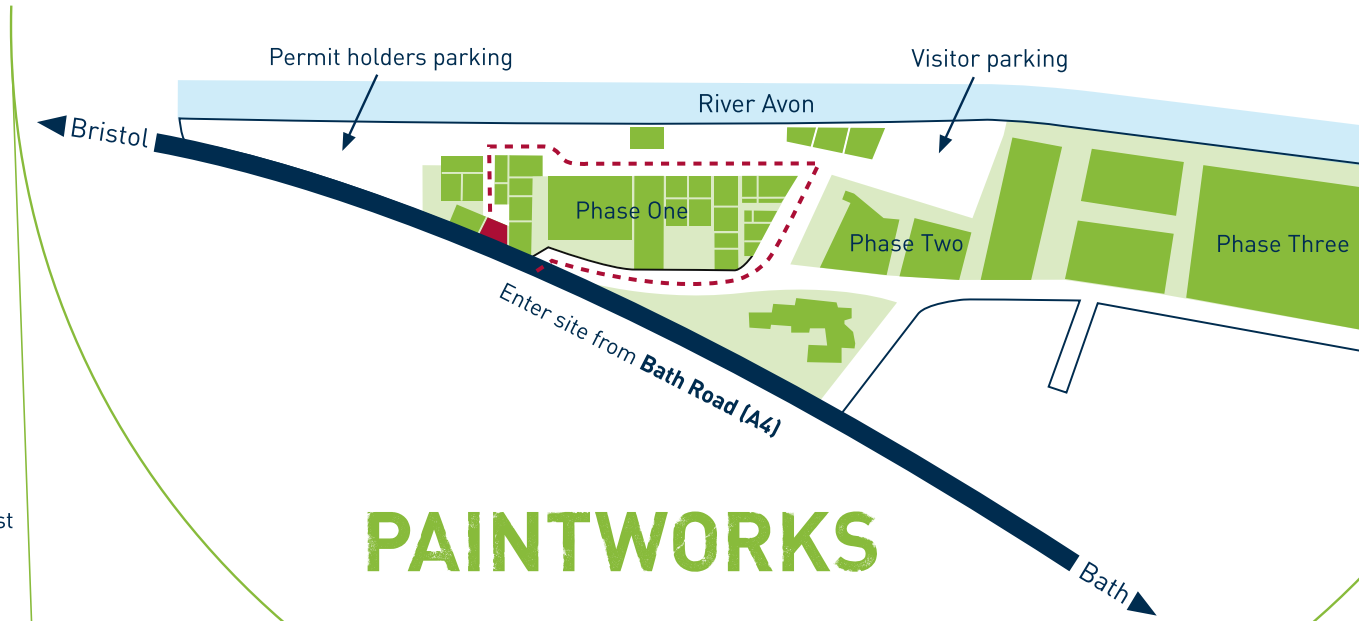 Permit holders parking
Visitor parking
River Avon
Bristol
Phase One
Phase Two
Phase Three
Enter site from Bath Road (A4)
st
PAINTWORKS
Bath